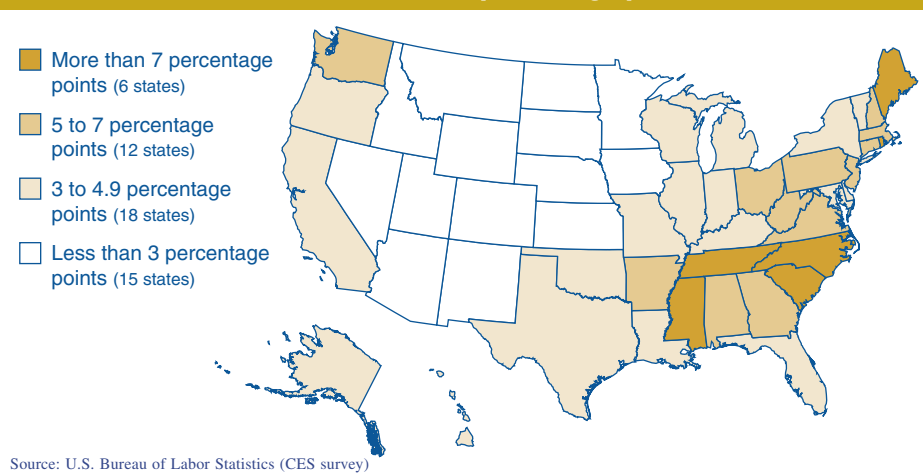 More than 7 percentage
points (6 states)
5 to 7 percentage
points (12 states)
3 to 4.9 percentage
points (18 states)
Less than 3 percentage
points (15 states)
Source: U.S. Bureau of Labor Statistics (CES survey)